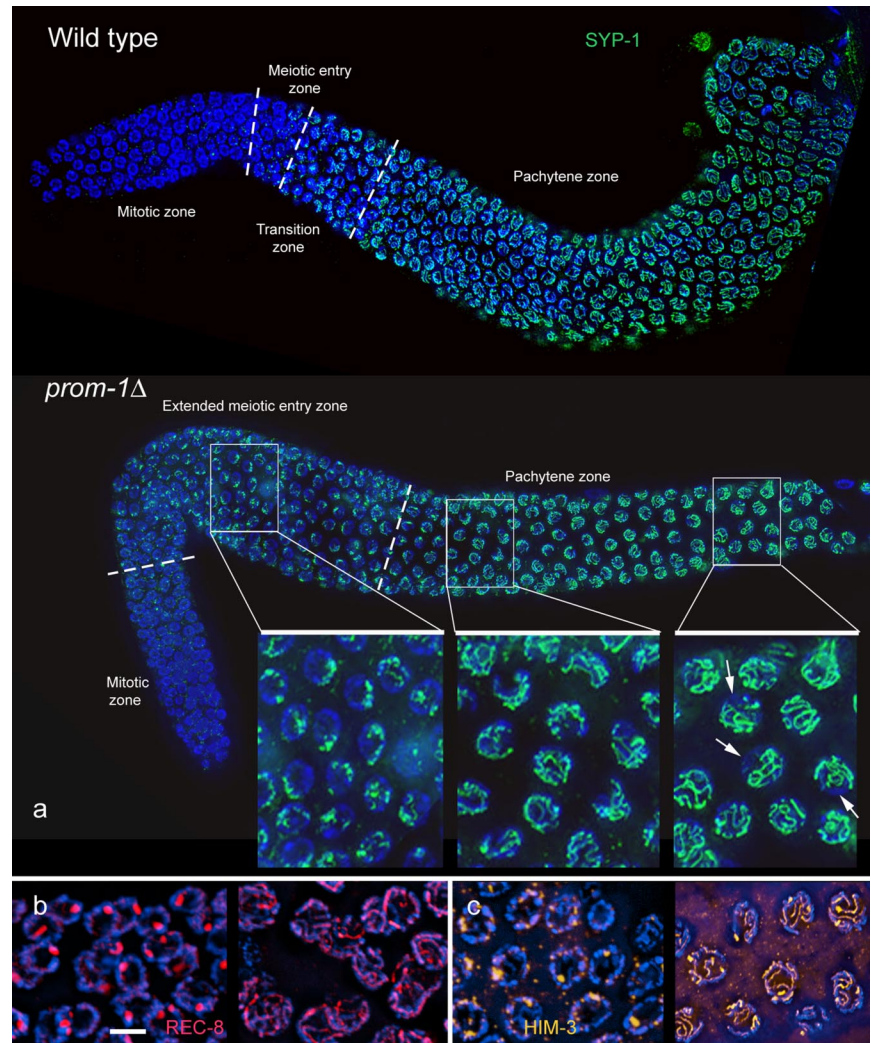 Wild type
SYP-1
Meiotic entry
zone
Pachytene zone
Mitotic zone
Transition
zone
prom-1Δ
Extended meiotic entry zone
Pachytene zone
Mitotic
zone
a
b
REC-8
c
HIM-3